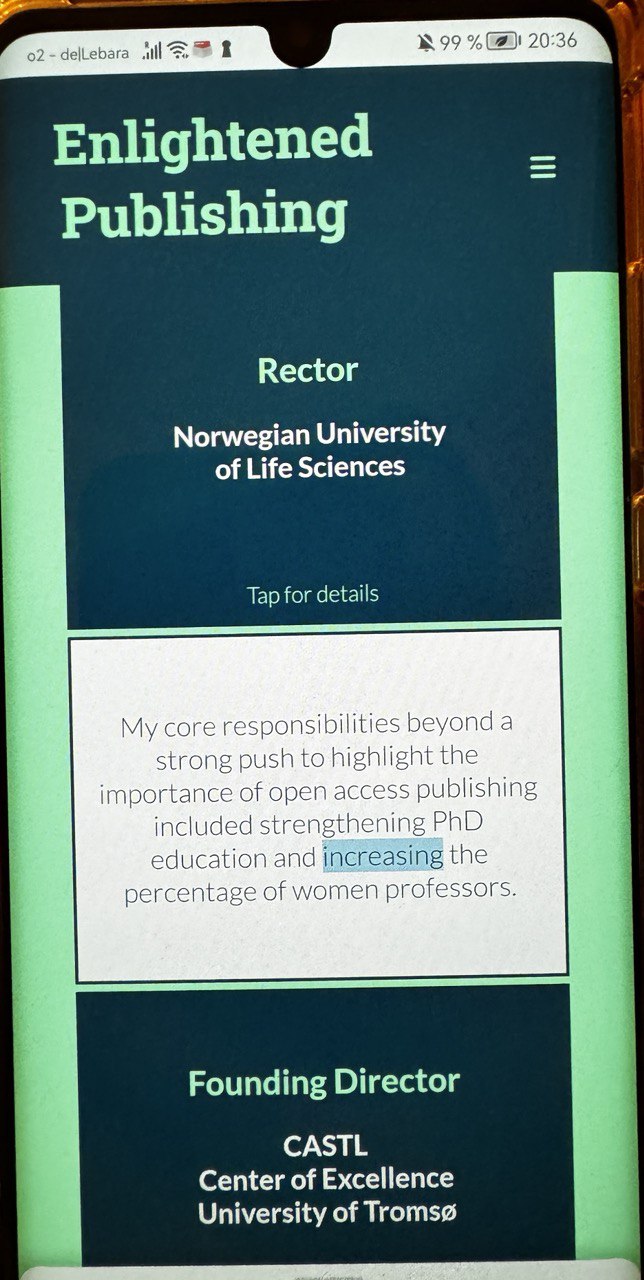 o2 - de|Lebara 99 % 20:36
Enlightened
Publishing
Rector
Norwegian University
of Life Sciences
Tap for details
My core responsibilities beyond a
strong push to highlight the
importance of open access publishing
included strengthening PhD
education and increasing the
percentage of women professors.
Founding Director
CASTL
Center of Excellence
University of Tromsø